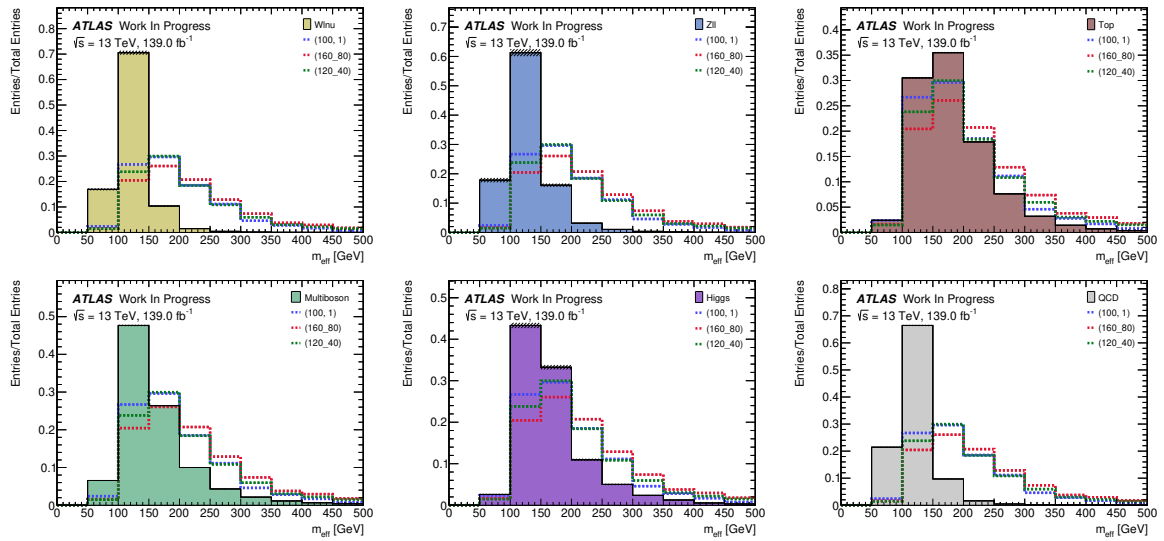 ATLAS Work In Progress
√s = 13 TeV, 139.0 fb⁻¹
Wlnu
(100, 1)
(160_80)
(120_40)
Entries/Total Entries
0.8
0.7
0.6
0.5
0.4
0.3
0.2
0.1
0
0 50 100 150 200 250 300 350 400 450 500
m_eff [GeV]
ATLAS Work In Progress
√s = 13 TeV, 139.0 fb⁻¹
Zll
(100, 1)
(160_80)
(120_40)
Entries/Total Entries
0.7
0.6
0.5
0.4
0.3
0.2
0.1
0
0 50 100 150 200 250 300 350 400 450 500
m_eff [GeV]
ATLAS Work In Progress
√s = 13 TeV, 139.0 fb⁻¹
Top
(100, 1)
(160_80)
(120_40)
Entries/Total Entries
0.4
0.35
0.3
0.25
0.2
0.15
0.1
0.05
0
0 50 100 150 200 250 300 350 400 450 500
m_eff [GeV]
ATLAS Work In Progress
√s = 13 TeV, 139.0 fb⁻¹
Multiboson
(100, 1)
(160_80)
(120_40)
Entries/Total Entries
0.5
0.4
0.3
0.2
0.1
0
0 50 100 150 200 250 300 350 400 450 500
m_eff [GeV]
ATLAS Work In Progress
√s = 13 TeV, 139.0 fb⁻¹
Higgs
(100, 1)
(160_80)
(120_40)
Entries/Total Entries
0.5
0.4
0.3
0.2
0.1
0
0 50 100 150 200 250 300 350 400 450 500
m_eff [GeV]
ATLAS Work In Progress
√s = 13 TeV, 139.0 fb⁻¹
QCD
(100, 1)
(160_80)
(120_40)
Entries/Total Entries
0.8
0.7
0.6
0.5
0.4
0.3
0.2
0.1
0
0 50 100 150 200 250 300 350 400 450 500
m_eff [GeV]